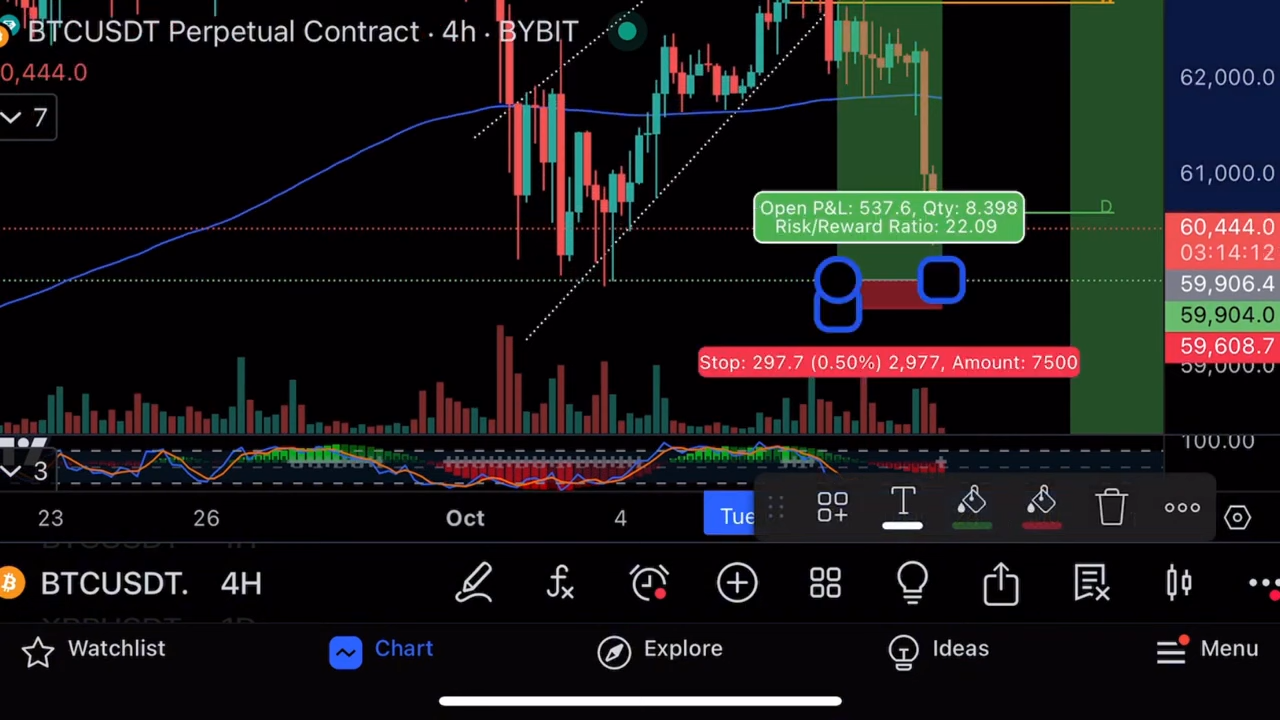 BTCUSDT Perpetual Contract · 4h · BYBIT
0,444.0
7
62,000.0
61,000.0
Open P&L: 537.6, Qty: 8.398
Risk/Reward Ratio: 22.09
D
60,444.0
03:14:12
59,906.4
59,904.0
59,608.7
59,000.0
Stop: 297.7 (0.50%) 2,977, Amount: 7500
100.00
3
23 26 Oct 4 Tue
T
BTCUSDT. 4H
Watchlist Chart Explore Ideas Menu